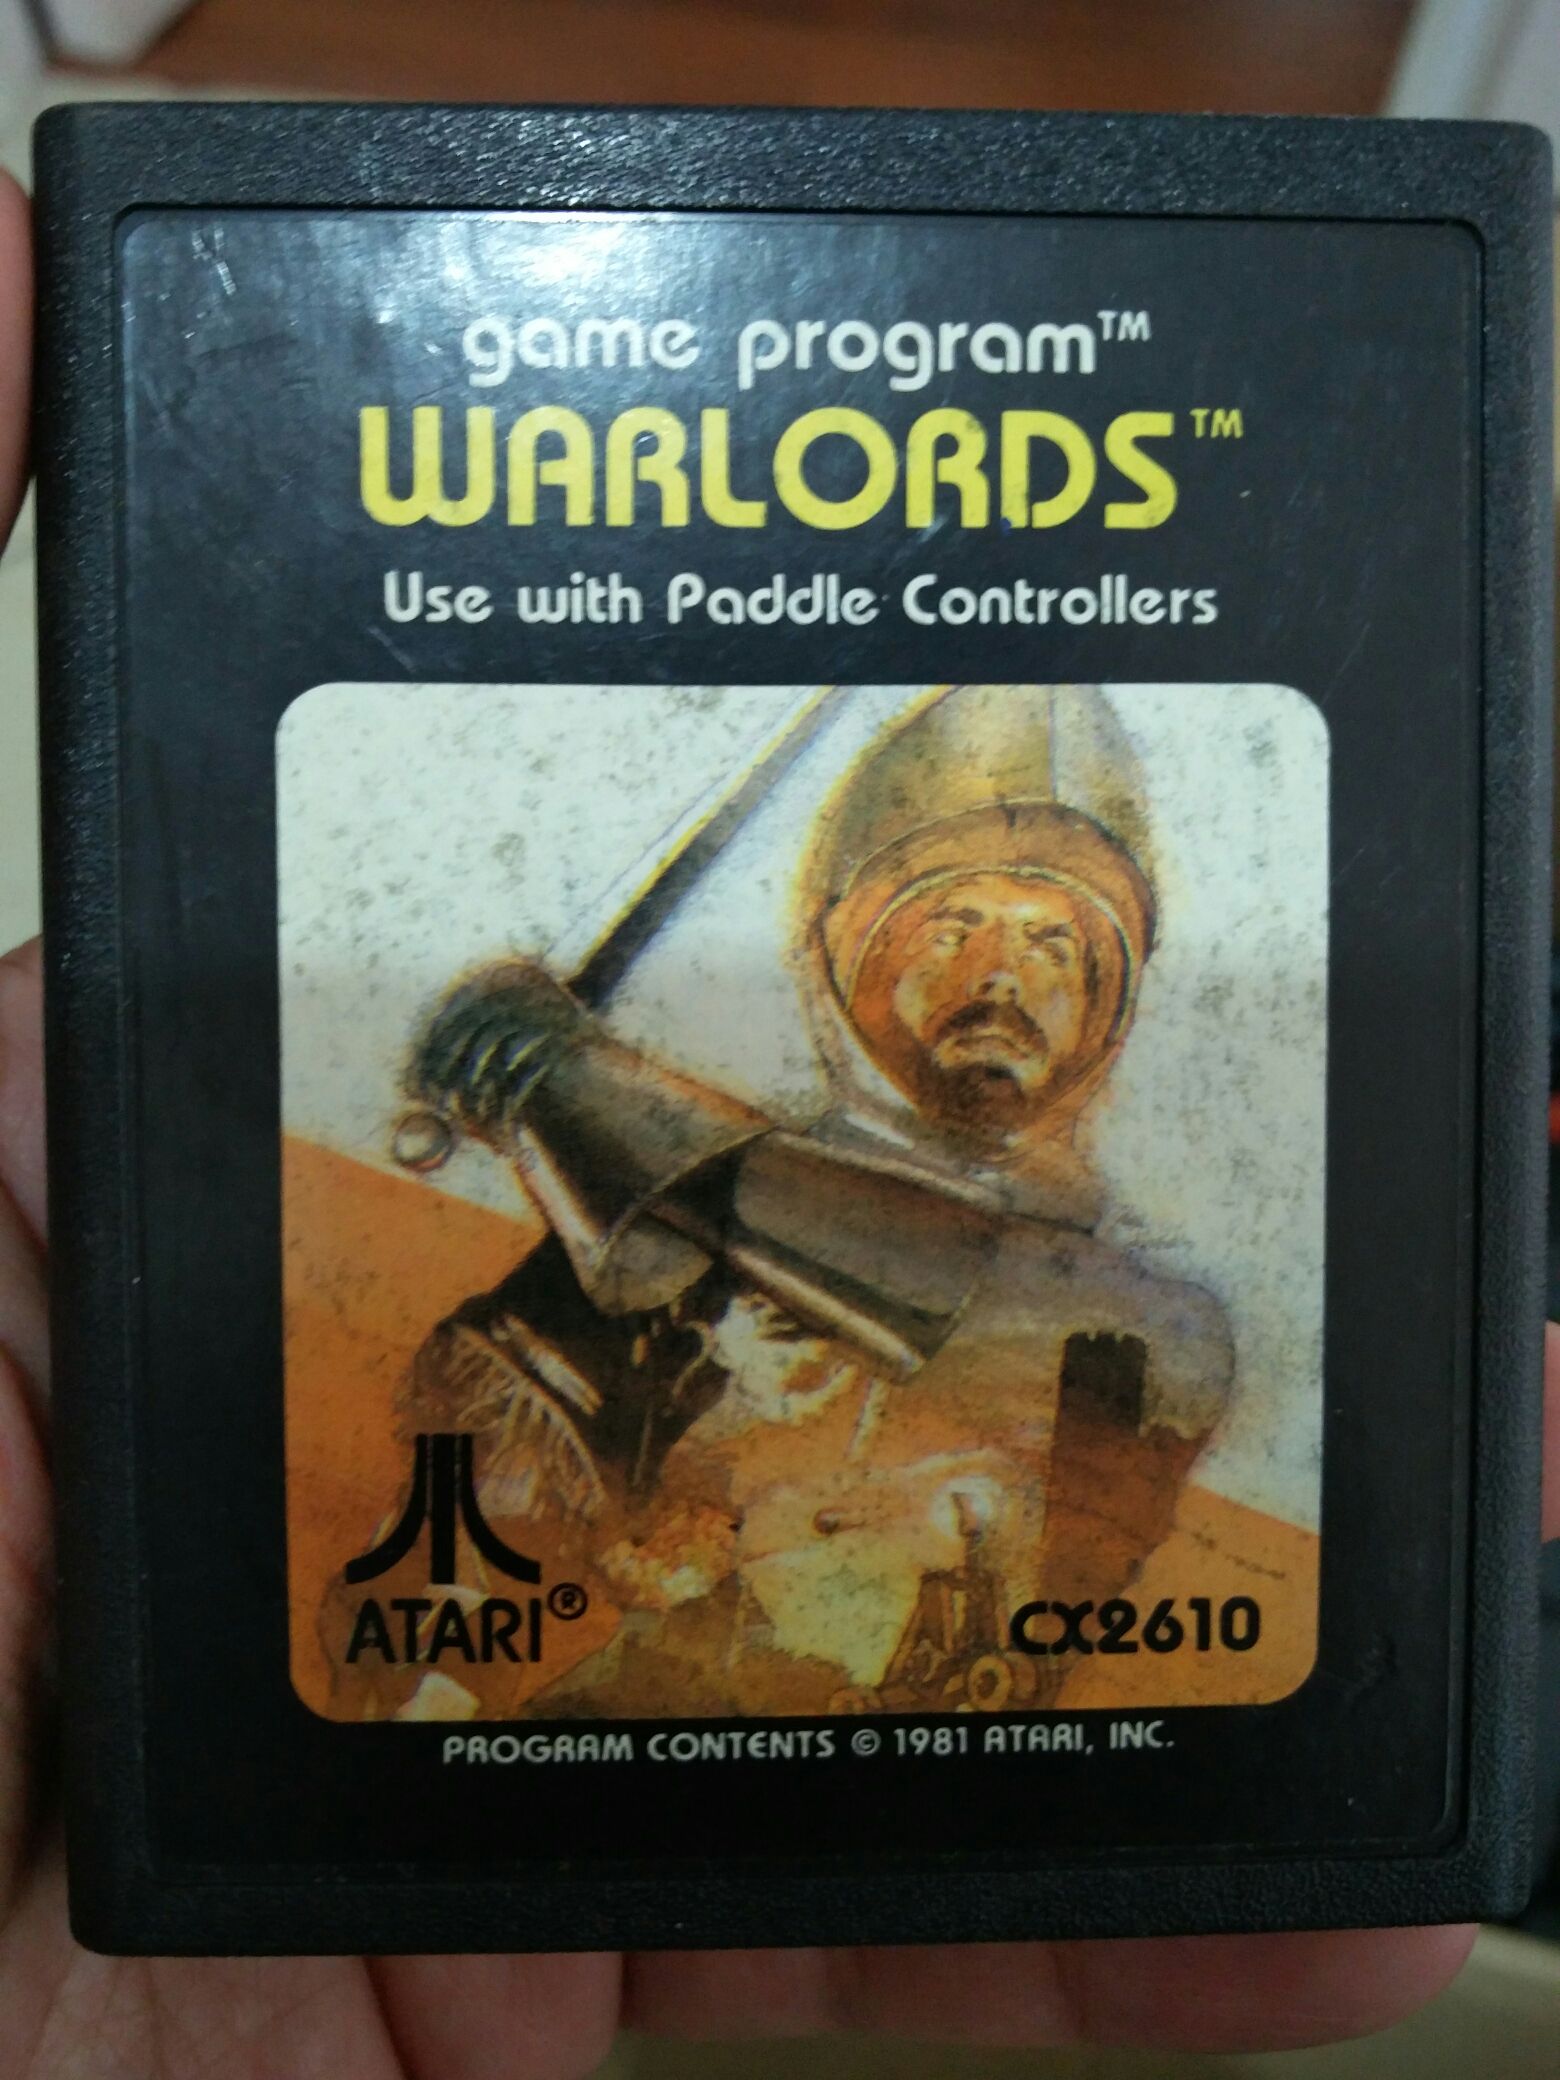 game program™
WARLORDS™
Use with Paddle Controllers
ATARI®
CX2610
PROGRAM CONTENTS © 1981 ATARI, INC.